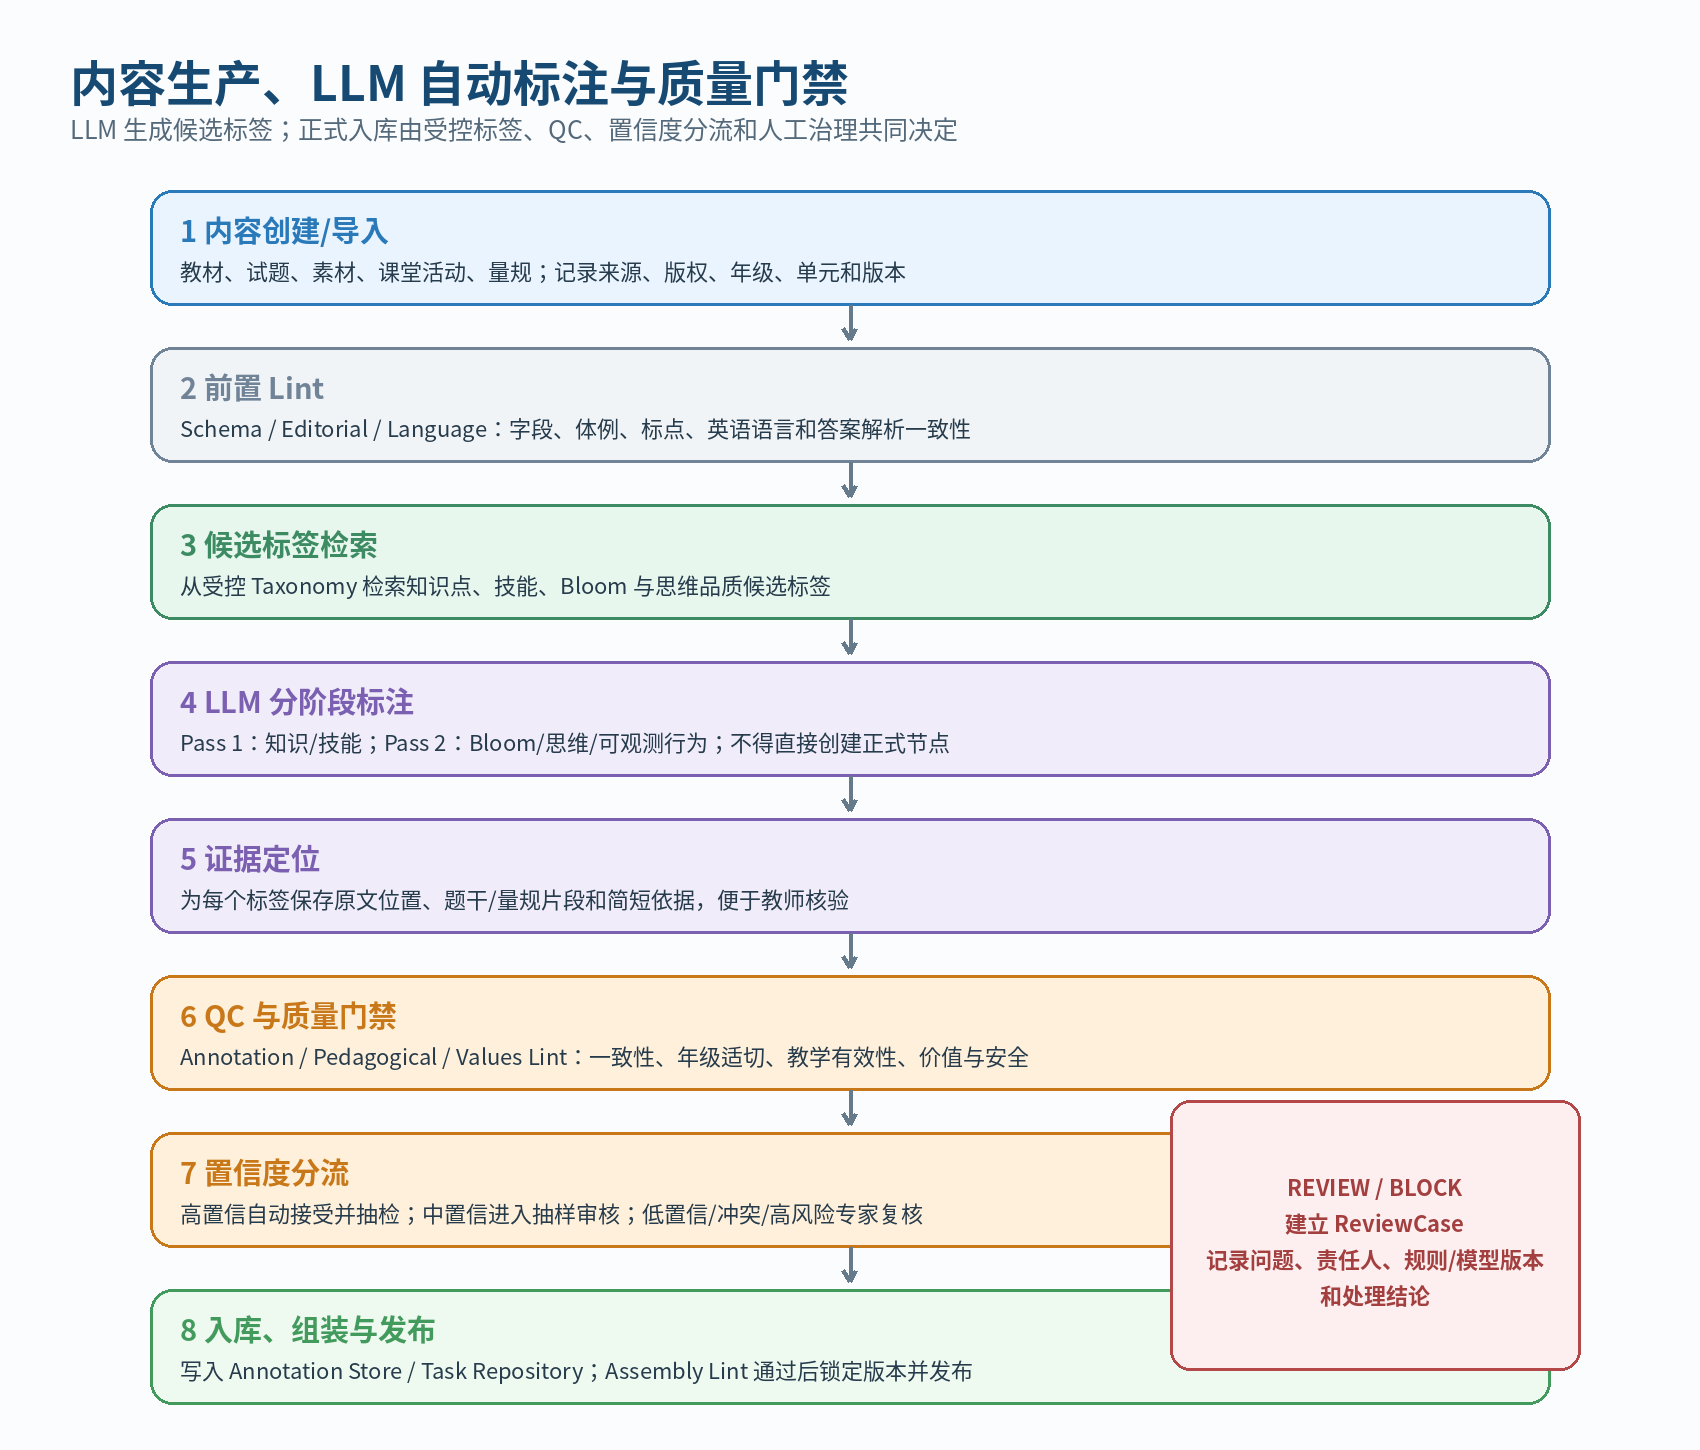 内容生产、LLM 自动标注与质量门禁
LLM 生成候选标签；正式入库由受控标签、QC、置信度分流和人工治理共同决定
1 内容创建/导入
教材、试题、素材、课堂活动、量规；记录来源、版权、年级、单元和版本
2 前置 Lint
Schema / Editorial / Language：字段、体例、标点、英语语言和答案解析一致性
3 候选标签检索
从受控 Taxonomy 检索知识点、技能、Bloom 与思维品质候选标签
4 LLM 分阶段标注
Pass 1：知识/技能；Pass 2：Bloom/思维/可观测行为；不得直接创建正式节点
5 证据定位
为每个标签保存原文位置、题干/量规片段和简短依据，便于教师核验
6 QC 与质量门禁
Annotation / Pedagogical / Values Lint：一致性、年级适切、教学有效性、价值与安全
7 置信度分流
高置信自动接受并抽检；中置信进入抽样审核；低置信/冲突/高风险专家复核
REVIEW / BLOCK
建立 ReviewCase
记录问题、责任人、规则/模型版本
和处理结论
8 入库、组装与发布
写入 Annotation Store / Task Repository；Assembly Lint 通过后锁定版本并发布